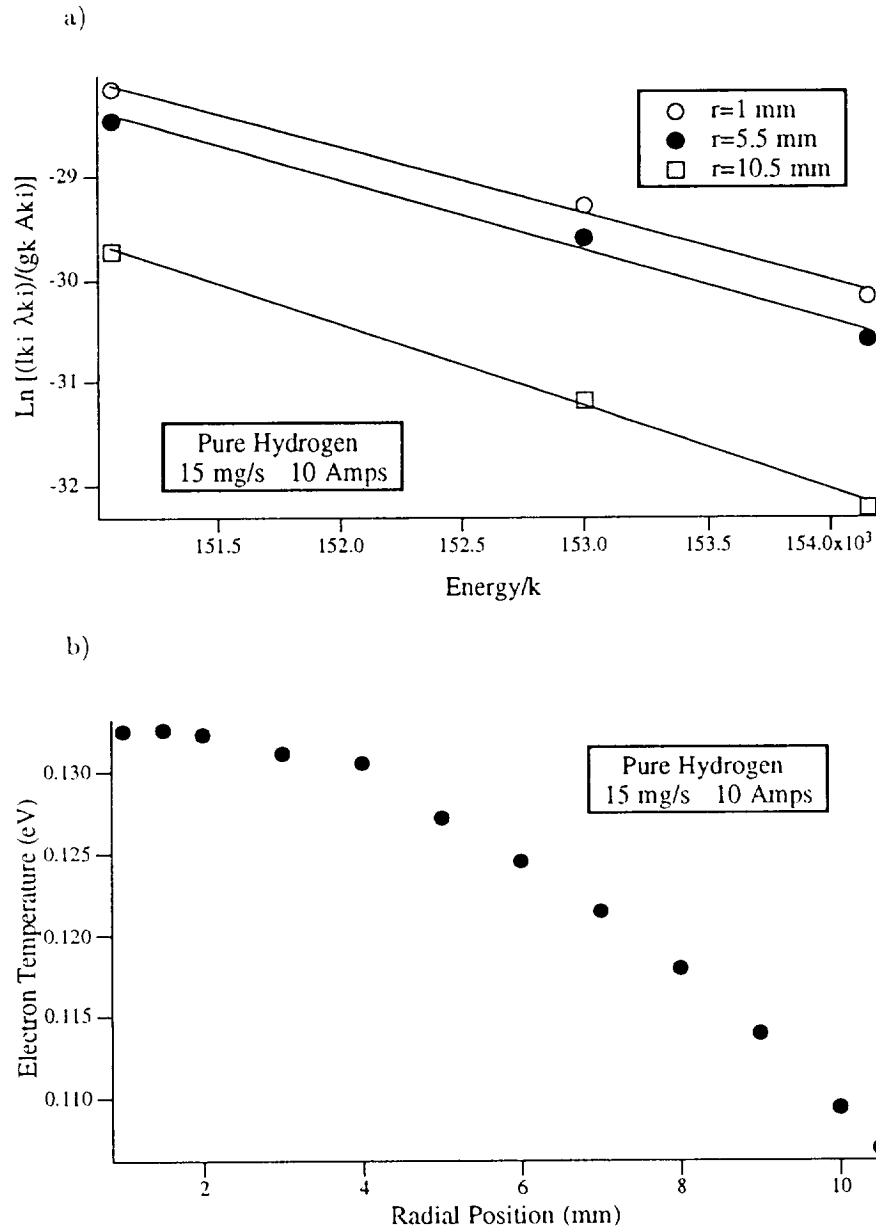 a)
r=1 mm
r=5.5 mm
r=10.5 mm
Ln [(Iki λki)/(gk Aki)]
-29
-30
-31
-32
Pure Hydrogen
15 mg/s 10 Amps
151.5 152.0 152.5 153.0 153.5 154.0x10³
Energy/k
b)
Electron Temperature (eV)
0.130
0.125
0.120
0.115
0.110
Pure Hydrogen
15 mg/s 10 Amps
2 4 6 8 10
Radial Position (mm)